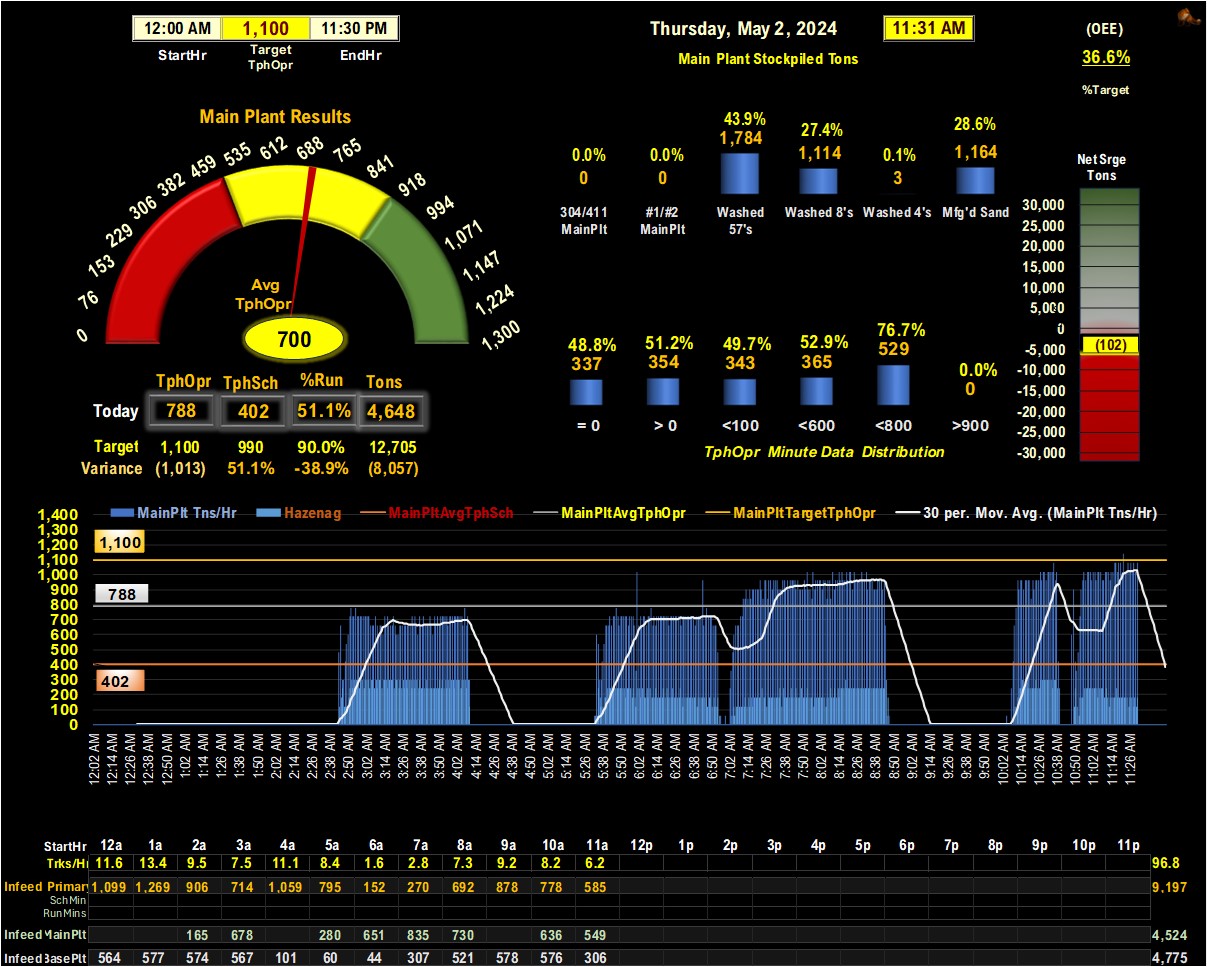 12:00 AM 1,100 11:30 PM
StartHr Target TphOpr EndHr
Thursday, May 2, 2024 11:31 AM
Main Plant Stockpiled Tons
(OEE)
36.6%
%Target
Main Plant Results
0 76 153 229 306 382 459 535 612 688 765 841 918 994 1,071 1,147 1,224 1,300
Avg
TphOpr
700
TphOpr TphSch %Run Tons
Today 788 402 51.1% 4,648
Target 1,100 990 90.0% 12,705
Variance (1,013) 51.1% -38.9% (8,057)
0.0% 0.0% 43.9% 27.4% 0.1% 28.6%
0 0 1,784 1,114 3 1,164
304/411 MainPlt #1/#2 MainPlt Washed 57's Washed 8's Washed 4's Mfg'd Sand
48.8% 51.2% 49.7% 52.9% 76.7% 0.0%
337 354 343 365 529 0
= 0 > 0 <100 <600 <800 >900
TphOpr Minute Data Distribution
Net Srge
Tons
30,000
25,000
20,000
15,000
10,000
5,000
0
(102)
-5,000
-10,000
-15,000
-20,000
-25,000
-30,000
MainPlt Tns/Hr Hazenag MainPltAvgTphSch MainPltAvgTphOpr MainPltTargetTphOpr 30 per. Mov. Avg. (MainPlt Tns/Hr)
1,400
1,300
1,200
1,100
1,000
900
800
700
600
500
400
300
200
100
0
1,100
788
402
12:02 AM 12:14 AM 12:26 AM 12:38 AM 12:50 AM 1:02 AM 1:14 AM 1:26 AM 1:38 AM 1:50 AM 2:02 AM 2:14 AM 2:26 AM 2:38 AM 2:50 AM 3:02 AM 3:14 AM 3:26 AM 3:38 AM 3:50 AM 4:02 AM 4:14 AM 4:26 AM 4:38 AM 4:50 AM 5:02 AM 5:14 AM 5:26 AM 5:38 AM 5:50 AM 6:02 AM 6:14 AM 6:26 AM 6:38 AM 6:50 AM 7:02 AM 7:14 AM 7:26 AM 7:38 AM 7:50 AM 8:02 AM 8:14 AM 8:26 AM 8:38 AM 8:50 AM 9:02 AM 9:14 AM 9:26 AM 9:38 AM 9:50 AM 10:02 AM 10:14 AM 10:26 AM 10:38 AM 10:50 AM 11:02 AM 11:14 AM 11:26 AM
StartHr 12a 1a 2a 3a 4a 5a 6a 7a 8a 9a 10a 11a 12p 1p 2p 3p 4p 5p 6p 7p 8p 9p 10p 11p
Trks/Hr 11.6 13.4 9.5 7.5 11.1 8.4 1.6 2.8 7.3 9.2 8.2 6.2 96.8
Infeed Primary 1,099 1,269 906 714 1,059 795 152 270 692 878 778 585 9,197
Sch Min
Run Mins
Infeed MainPlt 165 678 280 651 835 730 636 549 4,524
Infeed BasePlt 564 577 574 567 101 60 44 307 521 578 576 306 4,775